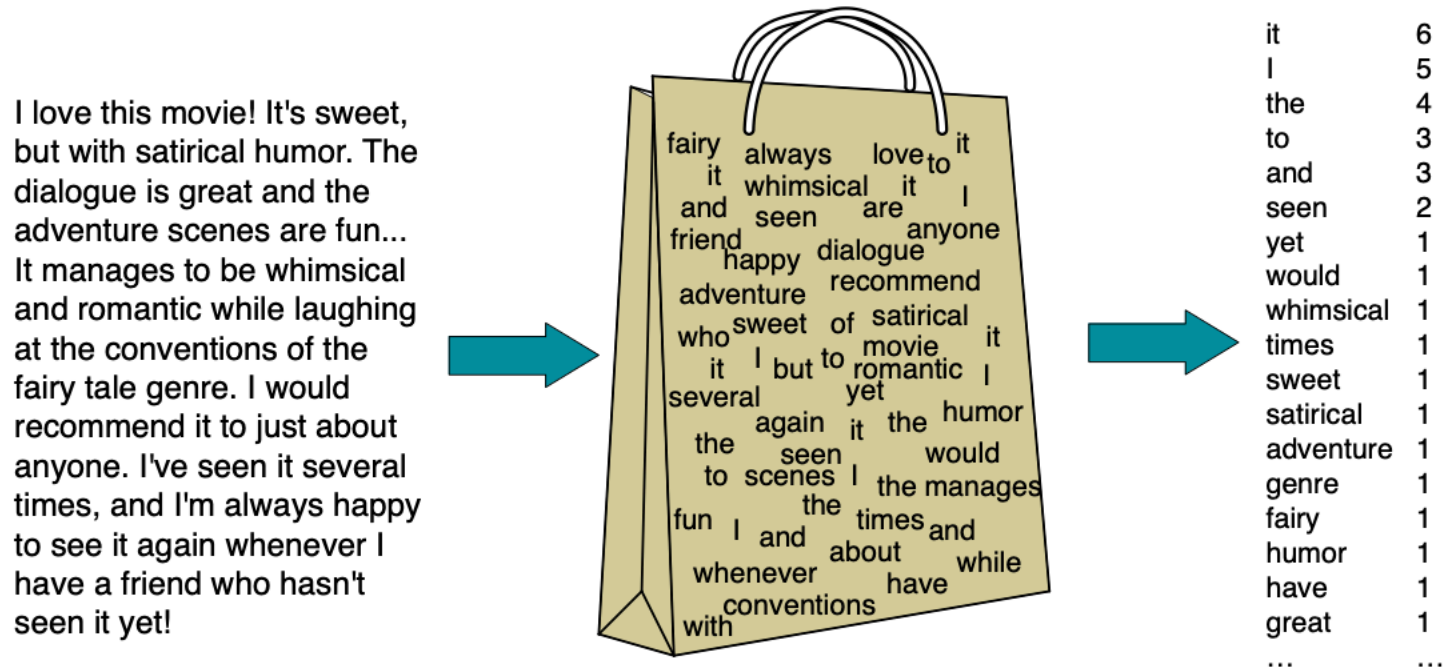 I love this movie! It's sweet,
but with satirical humor. The
dialogue is great and the
adventure scenes are fun...
It manages to be whimsical
and romantic while laughing
at the conventions of the
fairy tale genre. I would
recommend it to just about
anyone. I've seen it several
times, and I'm always happy
to see it again whenever I
have a friend who hasn't
seen it yet!
fairy always love to it
it whimsical it I
and seen are anyone
friend happy dialogue
adventure recommend
who sweet of satirical it
it I but to movie romantic I
several yet
again it the humor
the seen would
to scenes I the manages
the
fun I and times and
about while
whenever have
conventions
with
it 6
I 5
the 4
to 3
and 3
seen 2
yet 1
would 1
whimsical 1
times 1
sweet 1
satirical 1
adventure 1
genre 1
fairy 1
humor 1
have 1
great 1
... ...